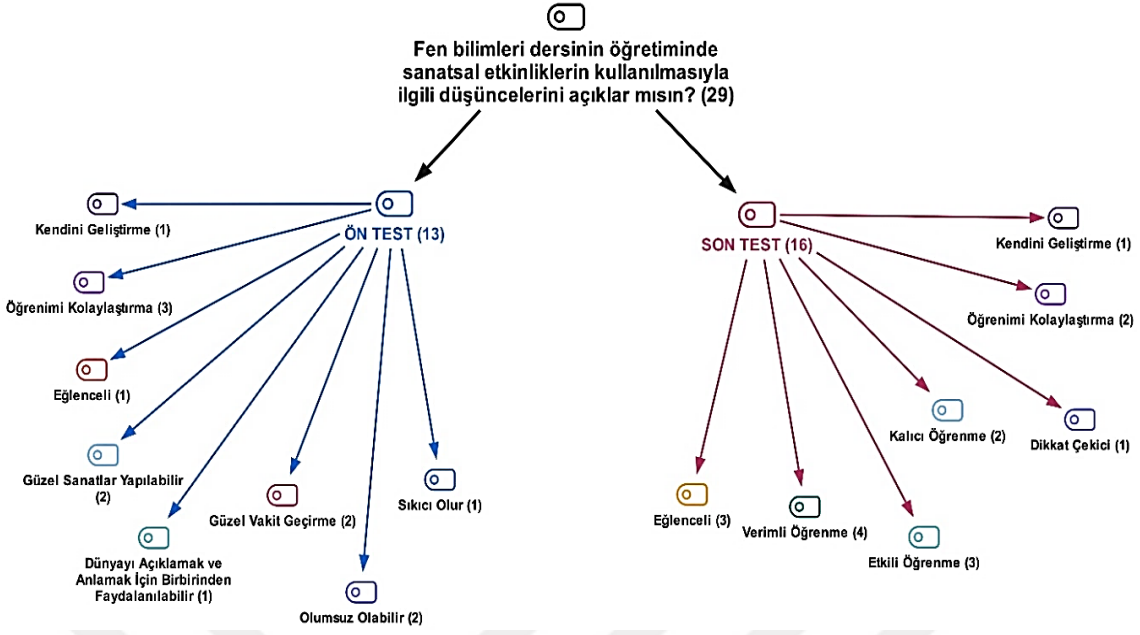 Fen bilimleri dersinin öğretiminde
sanatsal etkinliklerin kullanılmasıyla
ilgili düşüncelerini açıklar mısın? (29)
ÖN TEST (13)
Kendini Geliştirme (1)
Öğrenimi Kolaylaştırma (3)
Eğlenceli (1)
Güzel Sanatlar Yapılabilir
(2)
Dünyayı Açıklamak ve
Anlamak İçin Birbirinden
Faydalanılabilir (1)
Güzel Vakit Geçirme (2)
Olumsuz Olabilir (2)
Sıkıcı Olur (1)
SON TEST (16)
Kendini Geliştirme (1)
Öğrenimi Kolaylaştırma (2)
Dikkat Çekici (1)
Kalıcı Öğrenme (2)
Etkili Öğrenme (3)
Verimli Öğrenme (4)
Eğlenceli (3)